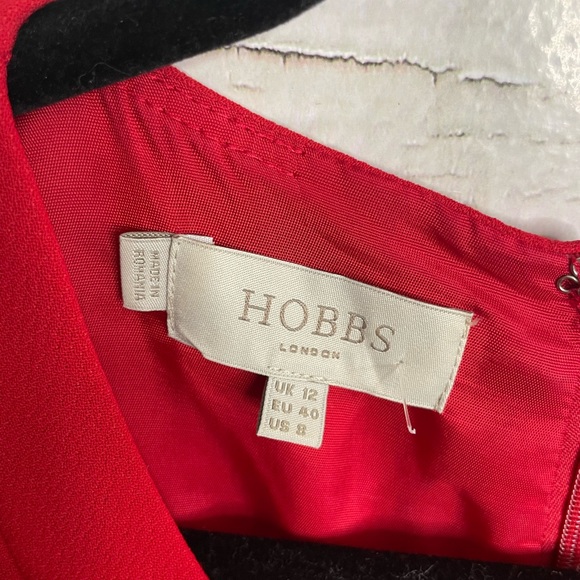 MADE IN
ROMANIA
HOBBS
LONDON
UK 12
EU 40
US 8